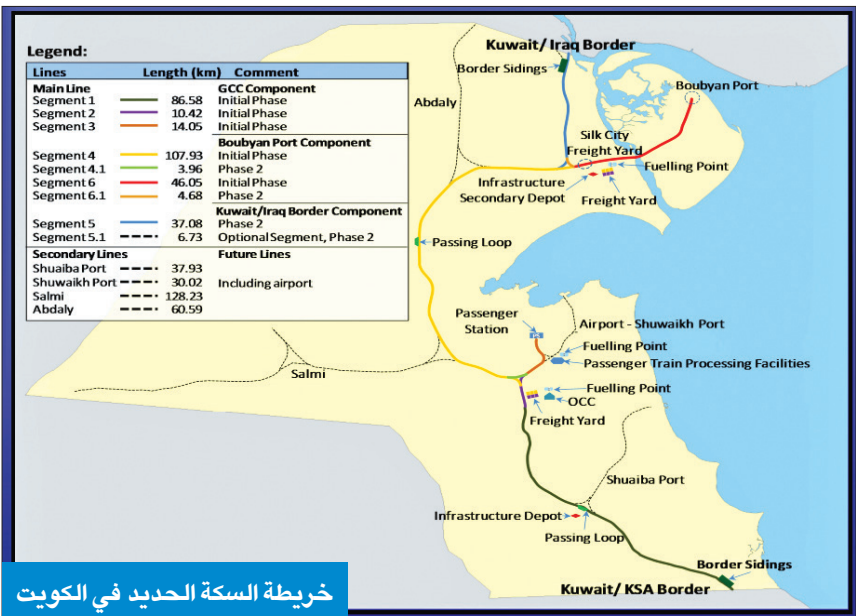 Legend:
Lines Length (km) Comment
Main Line GCC Component
Segment 1 86.58 Initial Phase
Segment 2 10.42 Initial Phase
Segment 3 14.05 Initial Phase
Boubyan Port Component
Segment 4 107.93 Initial Phase
Segment 4.1 3.96 Phase 2
Segment 6 46.05 Initial Phase
Segment 6.1 4.68 Phase 2
Kuwait/Iraq Border Component
Segment 5 37.08 Phase 2
Segment 5.1 6.73 Optional Segment, Phase 2
Secondary Lines Future Lines
Shuaiba Port 37.93
Shuwaikh Port 30.02 Including airport
Salmi 128.23
Abdaly 60.59
Kuwait/ Iraq Border
Border Sidings
Boubyan Port
Abdaly
Silk City
Freight Yard
Fuelling Point
Infrastructure
Secondary Depot
Freight Yard
Passing Loop
Passenger
Station
Airport - Shuwaikh Port
Fuelling Point
Passenger Train Processing Facilities
Salmi
Fuelling Point
OCC
Freight Yard
Shuaiba Port
Infrastructure Depot
Passing Loop
Border Sidings
Kuwait/ KSA Border
خريطة السكة الحديد في الكويت